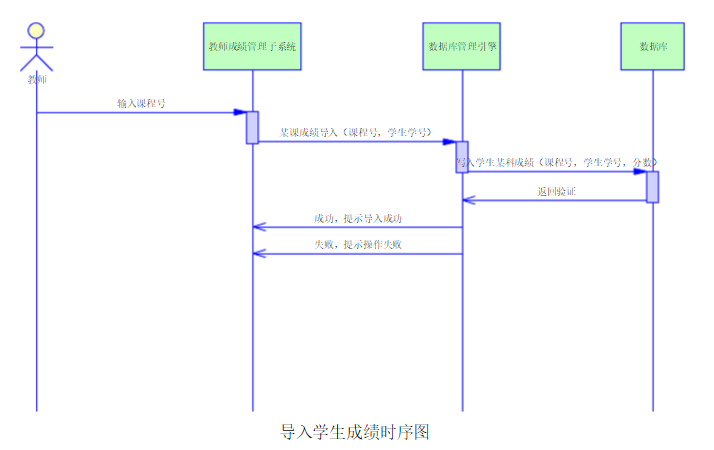 教师成绩管理子系统
数据库管理引擎
数据库
教师
输入课程号
某课成绩导入（课程号，学生学号）
写入学生某科成绩（课程号，学生学号，分数）
返回验证
成功，提示导入成功
失败，提示操作失败
导入学生成绩时序图